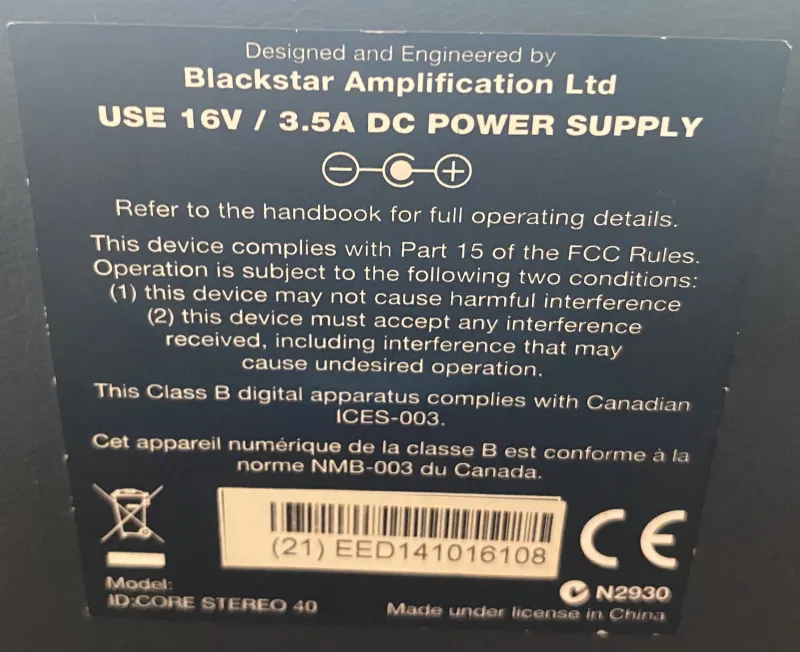 Designed and Engineered by
Blackstar Amplification Ltd
USE 16V / 3.5A DC POWER SUPPLY
Refer to the handbook for full operating details.
This device complies with Part 15 of the FCC Rules.
Operation is subject to the following two conditions:
(1) this device may not cause harmful interference
(2) this device must accept any interference
received, including interference that may
cause undesired operation.
This Class B digital apparatus complies with Canadian
ICES-003.
Cet appareil numérique de la classe B est conforme à la
norme NMB-003 du Canada.
(21) EED141016108
CE
N2930
Model:
ID:CORE STEREO 40
Made under license in China